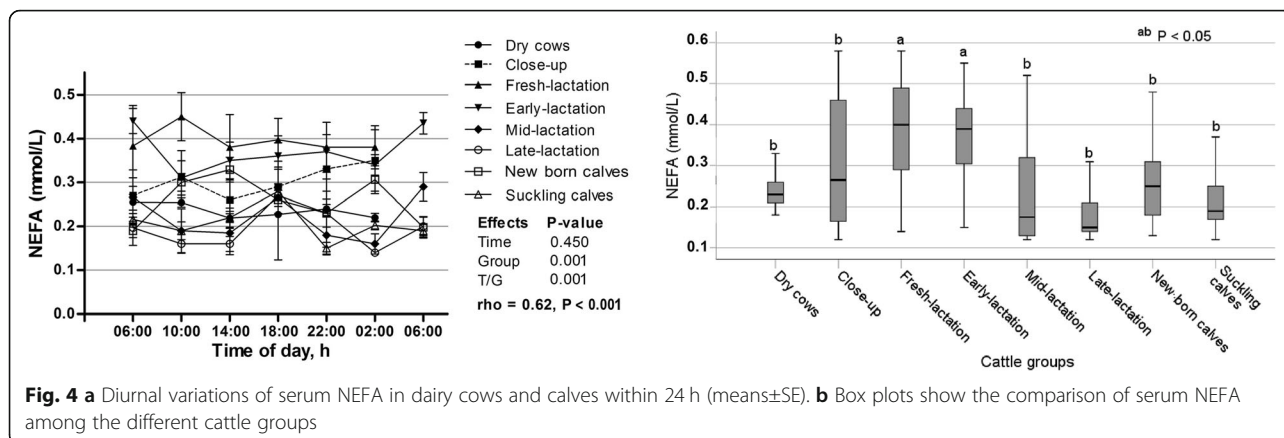 NEFA (mmol/L)
0.5
0.4
0.3
0.2
0.1
0.0
06:00 10:00 14:00 18:00 22:00 02:00 06:00
Time of day, h
Dry cows
Close-up
Fresh-lactation
Early-lactation
Mid-lactation
Late-lactation
New born calves
Suckling calves
Effects P-value
Time 0.450
Group 0.001
T/G 0.001
rho = 0.62, P < 0.001
NEFA (mmol/L)
0.6
0.5
0.4
0.3
0.2
0.1
ab P < 0.05
b b a a b b b b
Dry cows
Close-up
Fresh-lactation
Early-lactation
Mid-lactation
Late-lactation
New-born calves
Suckling
calves
Cattle groups
Fig. 4 a Diurnal variations of serum NEFA in dairy cows and calves within 24 h (means±SE). b Box plots show the comparison of serum NEFA
among the different cattle groups